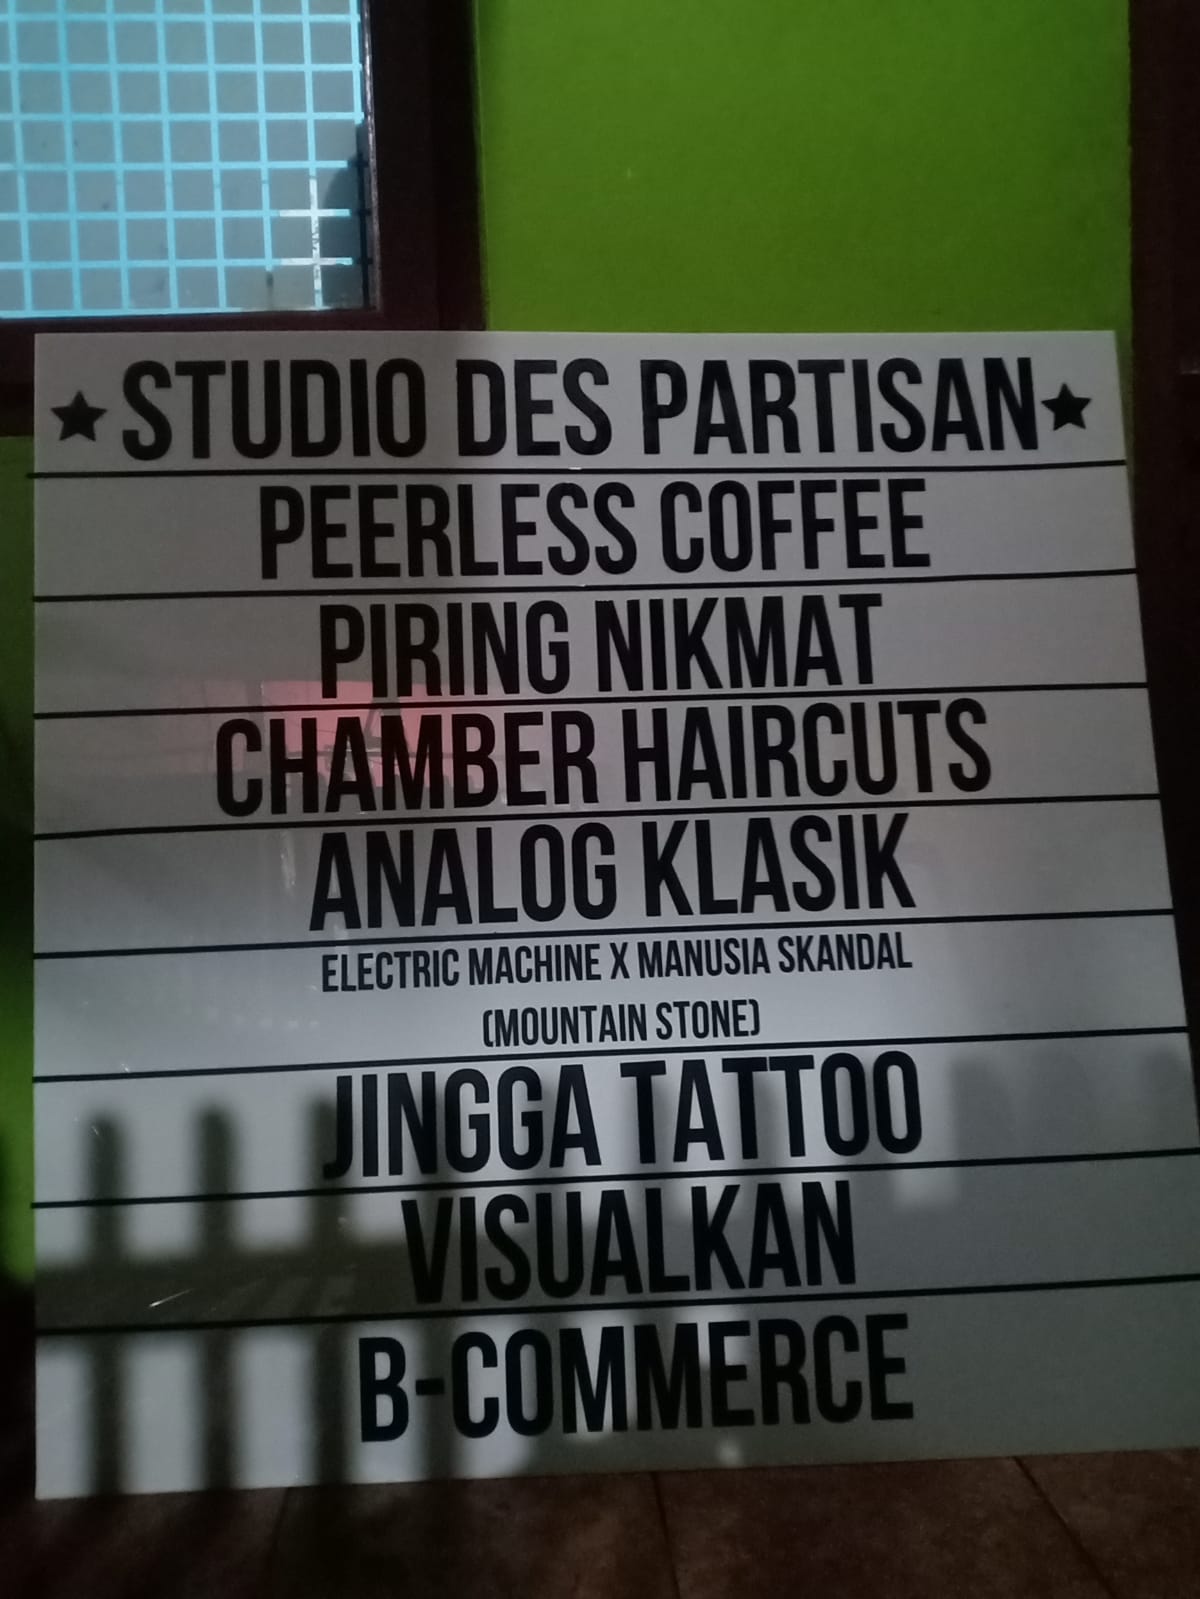 ★ STUDIO DES PARTISAN ★
PEERLESS COFFEE
PIRING NIKMAT
CHAMBER HAIRCUTS
ANALOG KLASIK
ELECTRIC MACHINE X MANUSIA SKANDAL
(MOUNTAIN STONE)
JINGGA TATTOO
VISUALKAN
B-COMMERCE